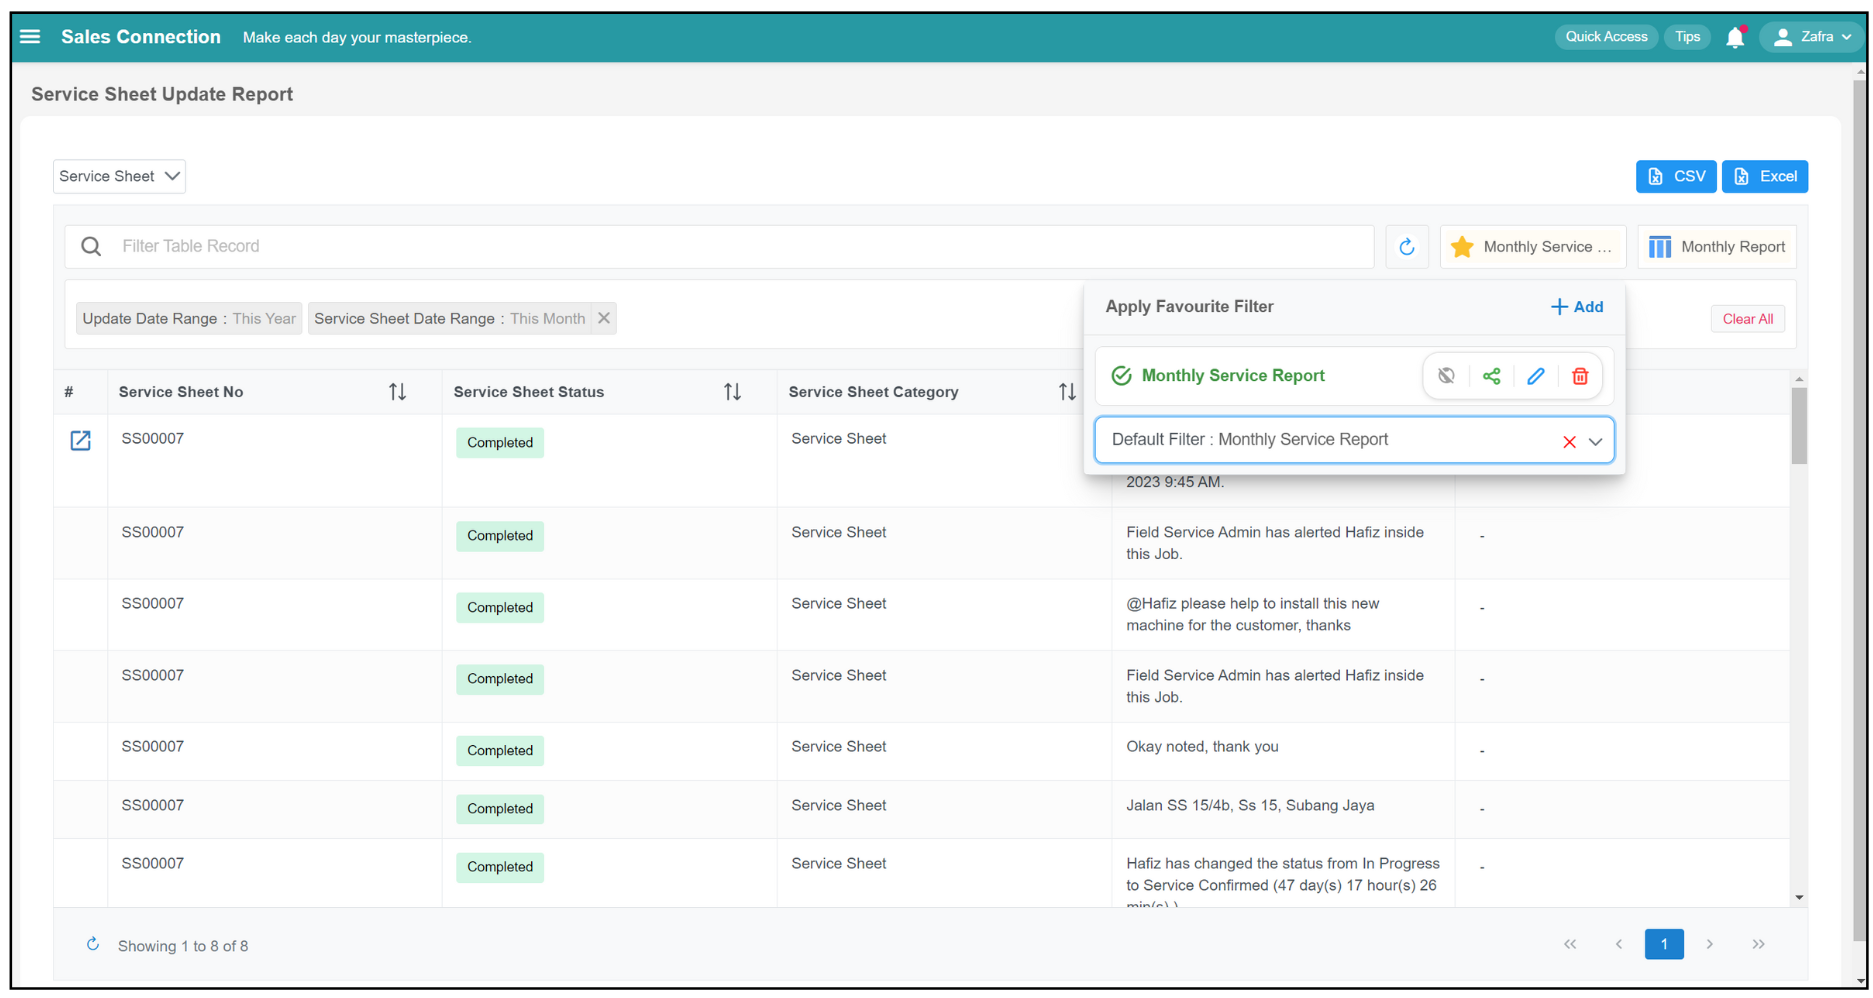 Sales Connection Make each day your masterpiece. Quick Access Tips Zafra
Service Sheet Update Report
Service Sheet CSV Excel
Filter Table Record Monthly Service ... Monthly Report
Apply Favourite Filter Add
Update Date Range : This Year Service Sheet Date Range : This Month Clear All
Monthly Service Report
# Service Sheet No Service Sheet Status Service Sheet Category
Default Filter : Monthly Service Report
SS00007 Completed Service Sheet
2023 9:45 AM.
SS00007 Completed Service Sheet Field Service Admin has alerted Hafiz inside -
this Job.
SS00007 Completed Service Sheet @Hafiz please help to install this new -
machine for the customer, thanks
SS00007 Completed Service Sheet Field Service Admin has alerted Hafiz inside -
this Job.
SS00007 Completed Service Sheet Okay noted, thank you -
SS00007 Completed Service Sheet Jalan SS 15/4b, Ss 15, Subang Jaya -
SS00007 Completed Service Sheet Hafiz has changed the status from In Progress -
to Service Confirmed (47 day(s) 17 hour(s) 26
min(s) )
Showing 1 to 8 of 8 1